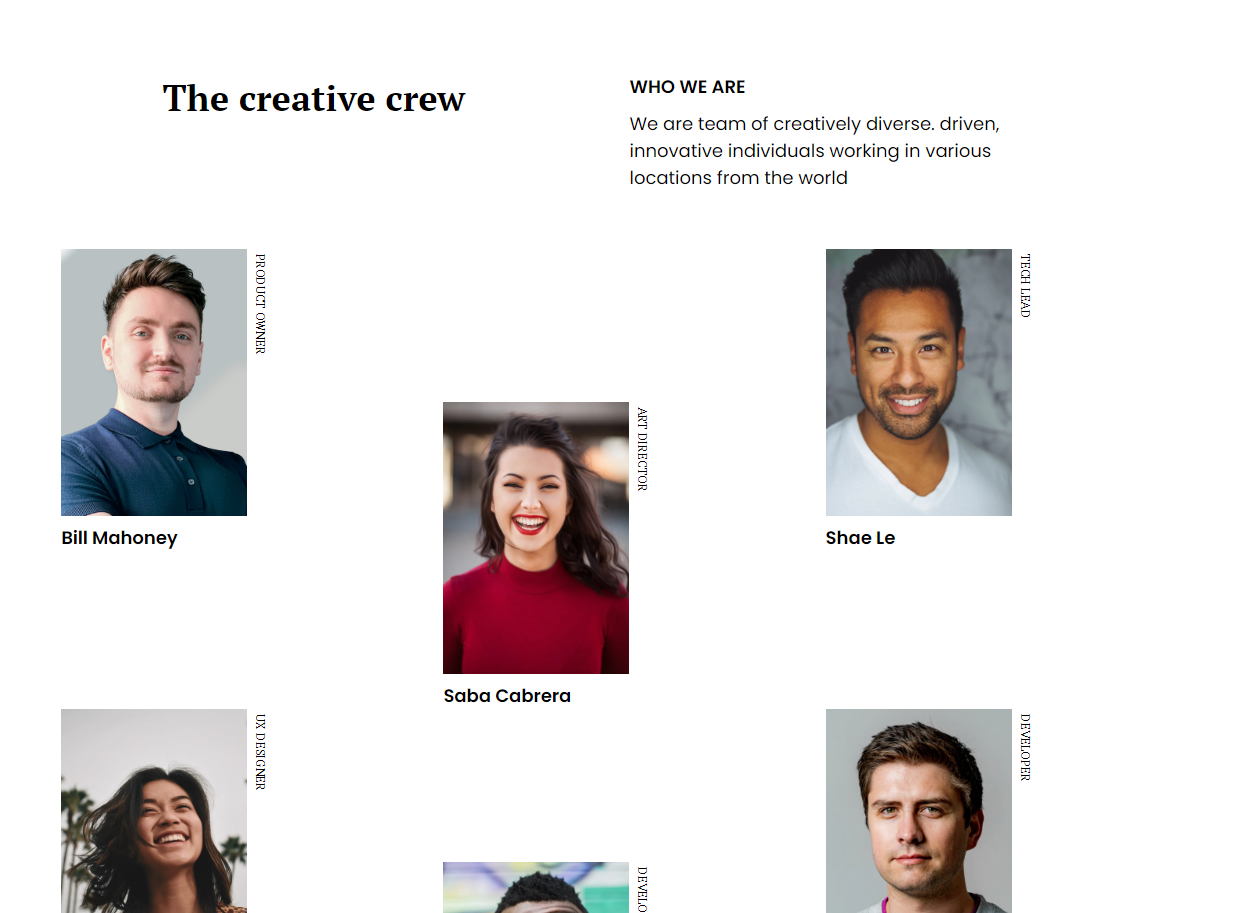 The creative crew
WHO WE ARE
We are team of creatively diverse. driven,
innovative individuals working in various
locations from the world
PRODUCT OWNER
Bill Mahoney
ART DIRECTOR
Saba Cabrera
TECH LEAD
Shae Le
UX DESIGNER
DEVELO
DEVELOPER